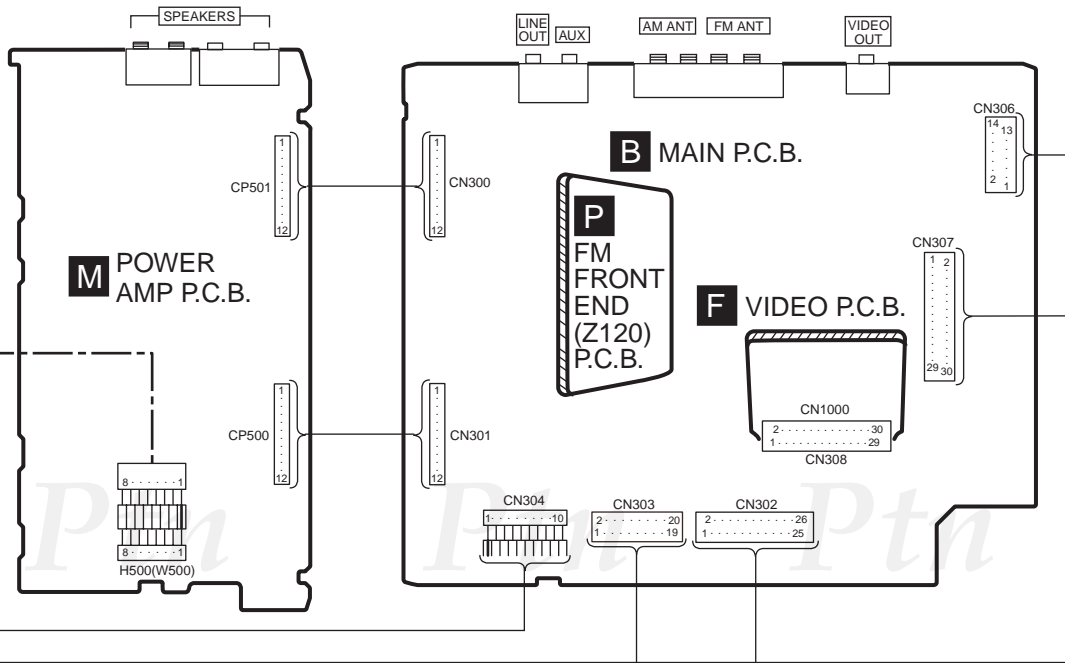 SPEAKERS
LINE OUT
AUX
AM ANT
FM ANT
VIDEO OUT
CN306
14 13
2 1
B MAIN P.C.B.
1
CP501
12
1
CN300
12
P
FM
FRONT
END
(Z120)
P.C.B.
M POWER
AMP P.C.B.
CN307
1 2
29 30
F VIDEO P.C.B.
1
CP500
12
1
CN301
12
CN1000
2 30
1 29
CN308
8 1
8 1
H500(W500)
CN304
1 10
CN303
2 20
1 19
CN302
2 26
1 25
Ptn
Ptn
Ptn